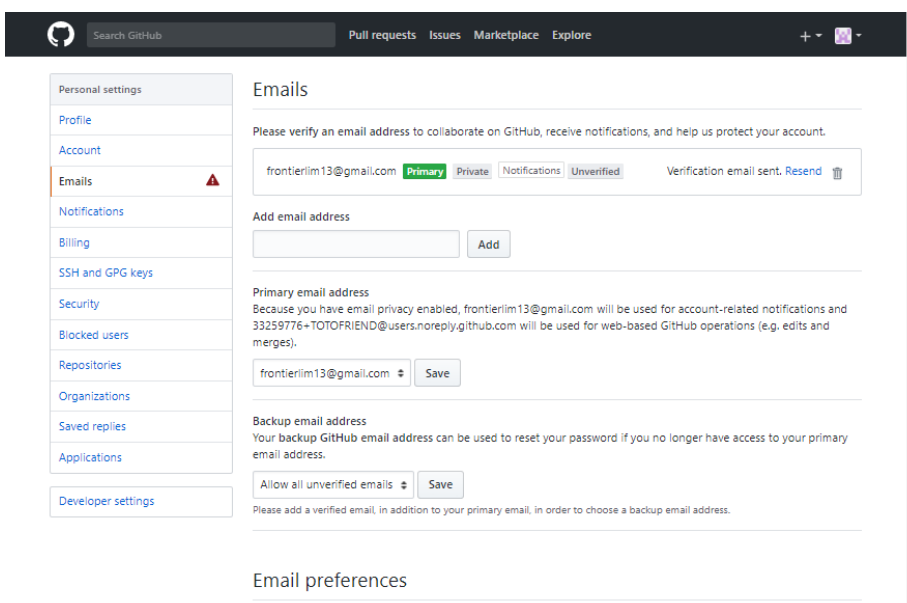 Search GitHub
Pull requests Issues Marketplace Explore
Personal settings
Profile
Account
Emails
Notifications
Billing
SSH and GPG keys
Security
Blocked users
Repositories
Organizations
Saved replies
Applications
Developer settings
Emails
Please verify an email address to collaborate on GitHub, receive notifications, and help us protect your account.
frontierlim13@gmail.com Primary Private Notifications Unverified Verification email sent. Resend
Add email address
Add
Primary email address
Because you have email privacy enabled, frontierlim13@gmail.com will be used for account-related notifications and
33259776+TOTOFRIEND@users.noreply.github.com will be used for web-based GitHub operations (e.g. edits and
merges).
frontierlim13@gmail.com Save
Backup email address
Your backup GitHub email address can be used to reset your password if you no longer have access to your primary
email address.
Allow all unverified emails Save
Please add a verified email, in addition to your primary email, in order to choose a backup email address.
Email preferences